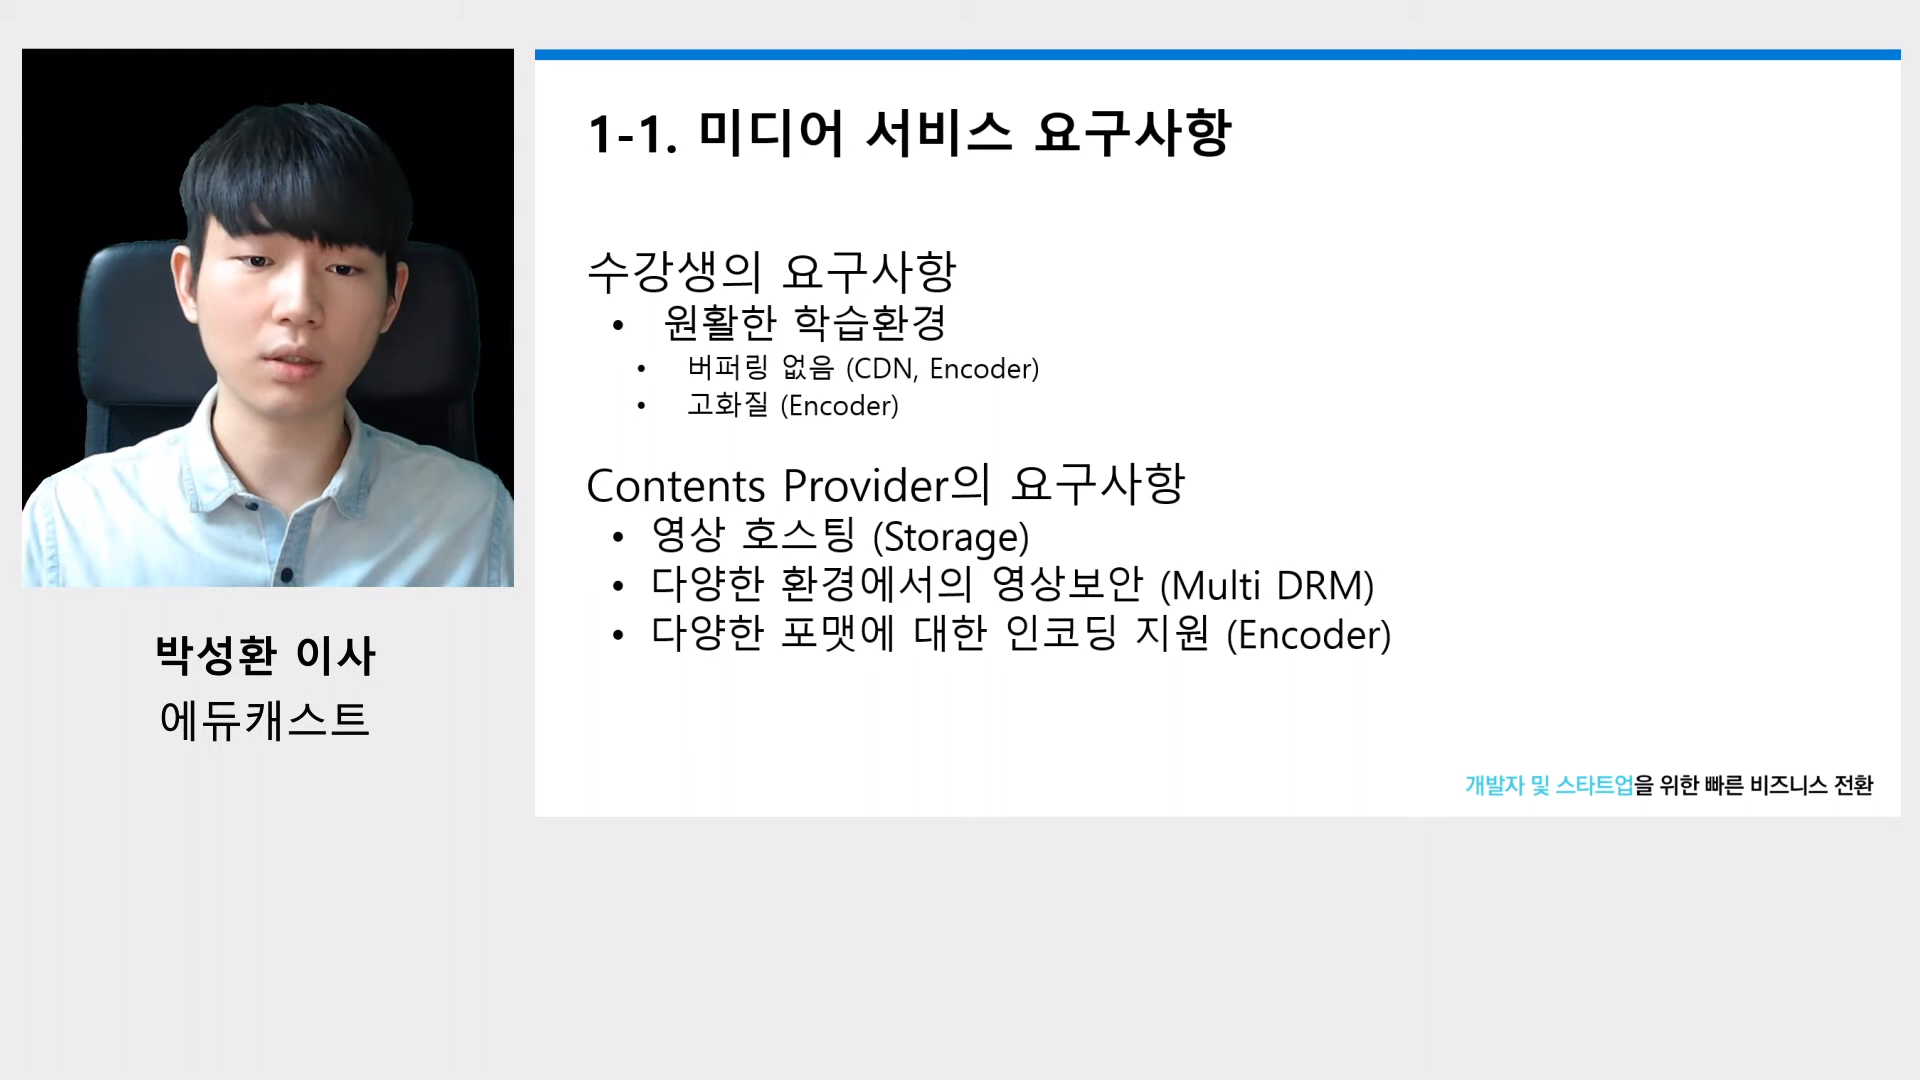 1-1. 미디어 서비스 요구사항
수강생의 요구사항
• 원활한 학습환경
• 버퍼링 없음 (CDN, Encoder)
• 고화질 (Encoder)
Contents Provider의 요구사항
• 영상 호스팅 (Storage)
• 다양한 환경에서의 영상보안 (Multi DRM)
• 다양한 포맷에 대한 인코딩 지원 (Encoder)
박성환 이사
에듀캐스트
개발자 및 스타트업을 위한 빠른 비즈니스 전환